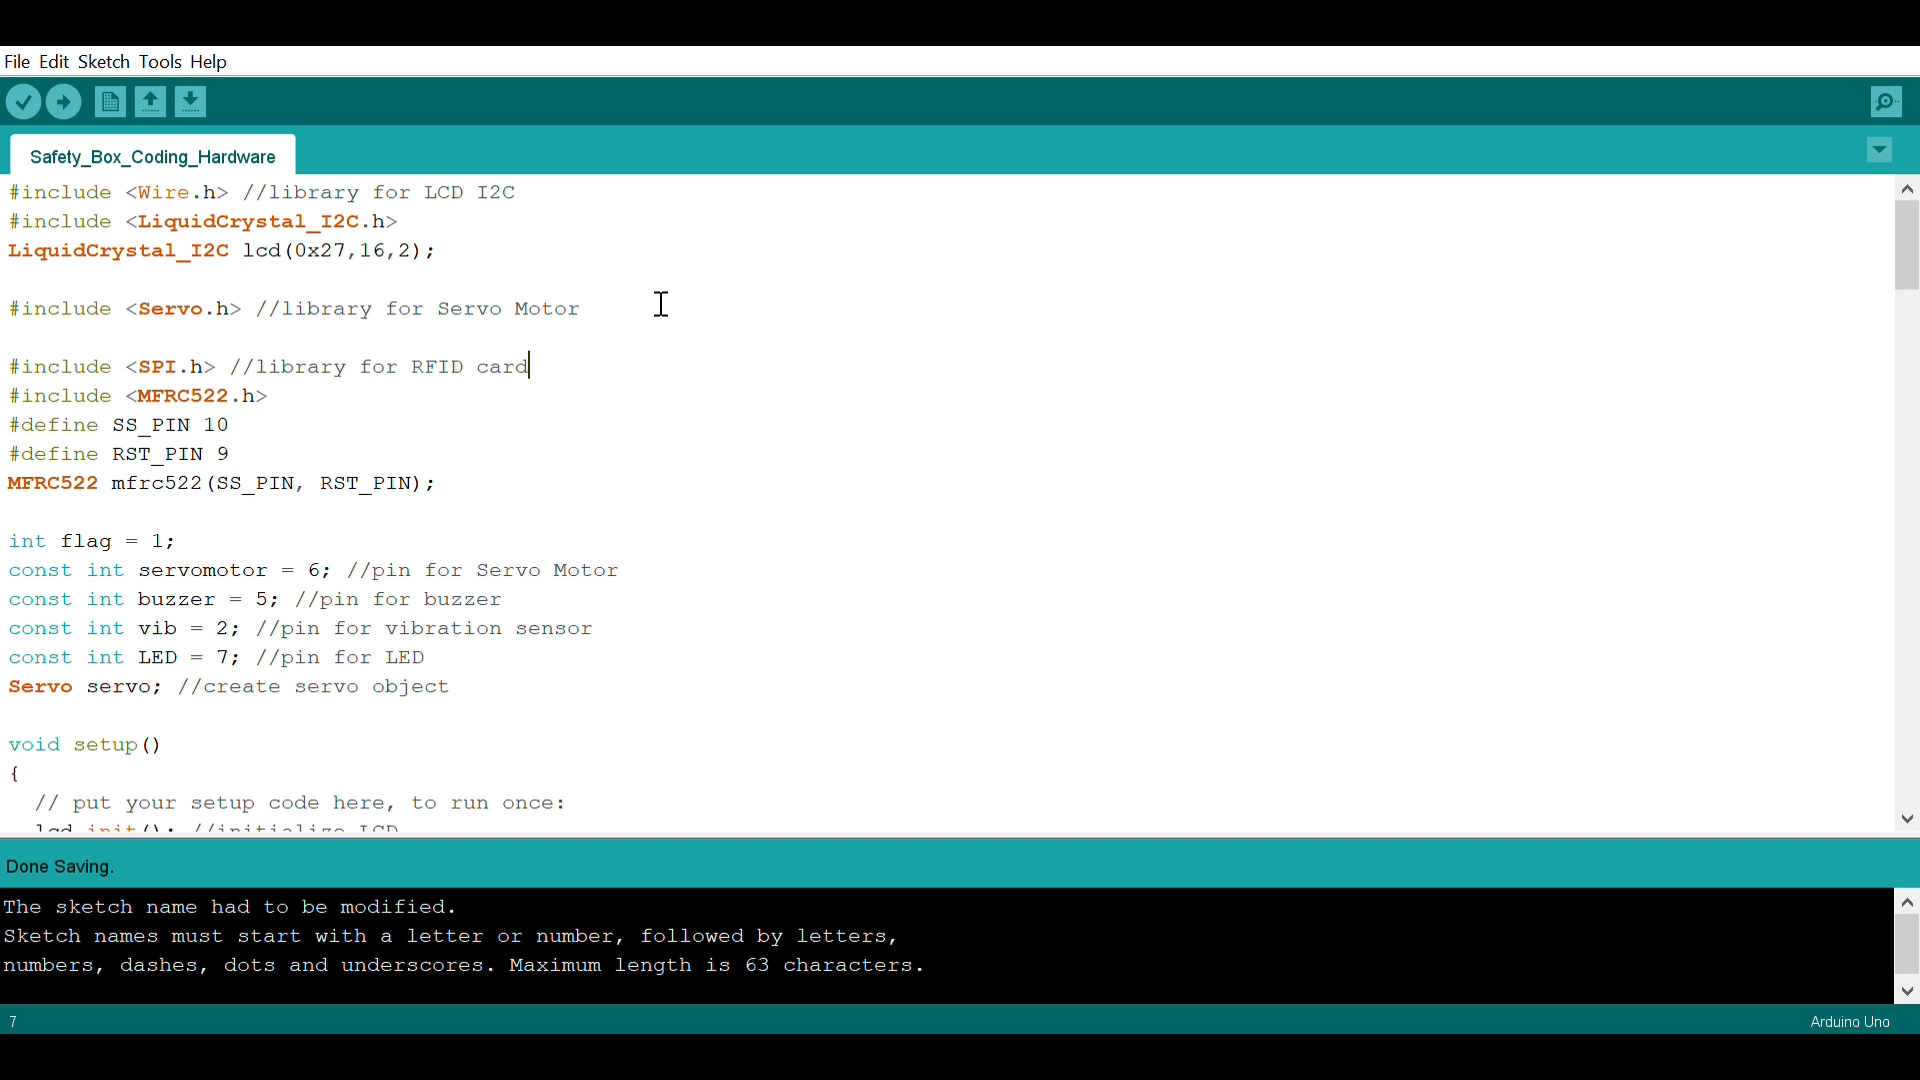 File Edit Sketch Tools Help
Safety_Box_Coding_Hardware
#include <Wire.h> //library for LCD I2C
#include <LiquidCrystal_I2C.h>
LiquidCrystal_I2C lcd(0x27,16,2);
#include <Servo.h> //library for Servo Motor
#include <SPI.h> //library for RFID card
#include <MFRC522.h>
#define SS_PIN 10
#define RST_PIN 9
MFRC522 mfrc522(SS_PIN, RST_PIN);
int flag = 1;
const int servomotor = 6; //pin for Servo Motor
const int buzzer = 5; //pin for buzzer
const int vib = 2; //pin for vibration sensor
const int LED = 7; //pin for LED
Servo servo; //create servo object
void setup()
{
// put your setup code here, to run once:
lcd.init(); //initialize LCD
Done Saving.
The sketch name had to be modified.
Sketch names must start with a letter or number, followed by letters,
numbers, dashes, dots and underscores. Maximum length is 63 characters.
7
Arduino Uno